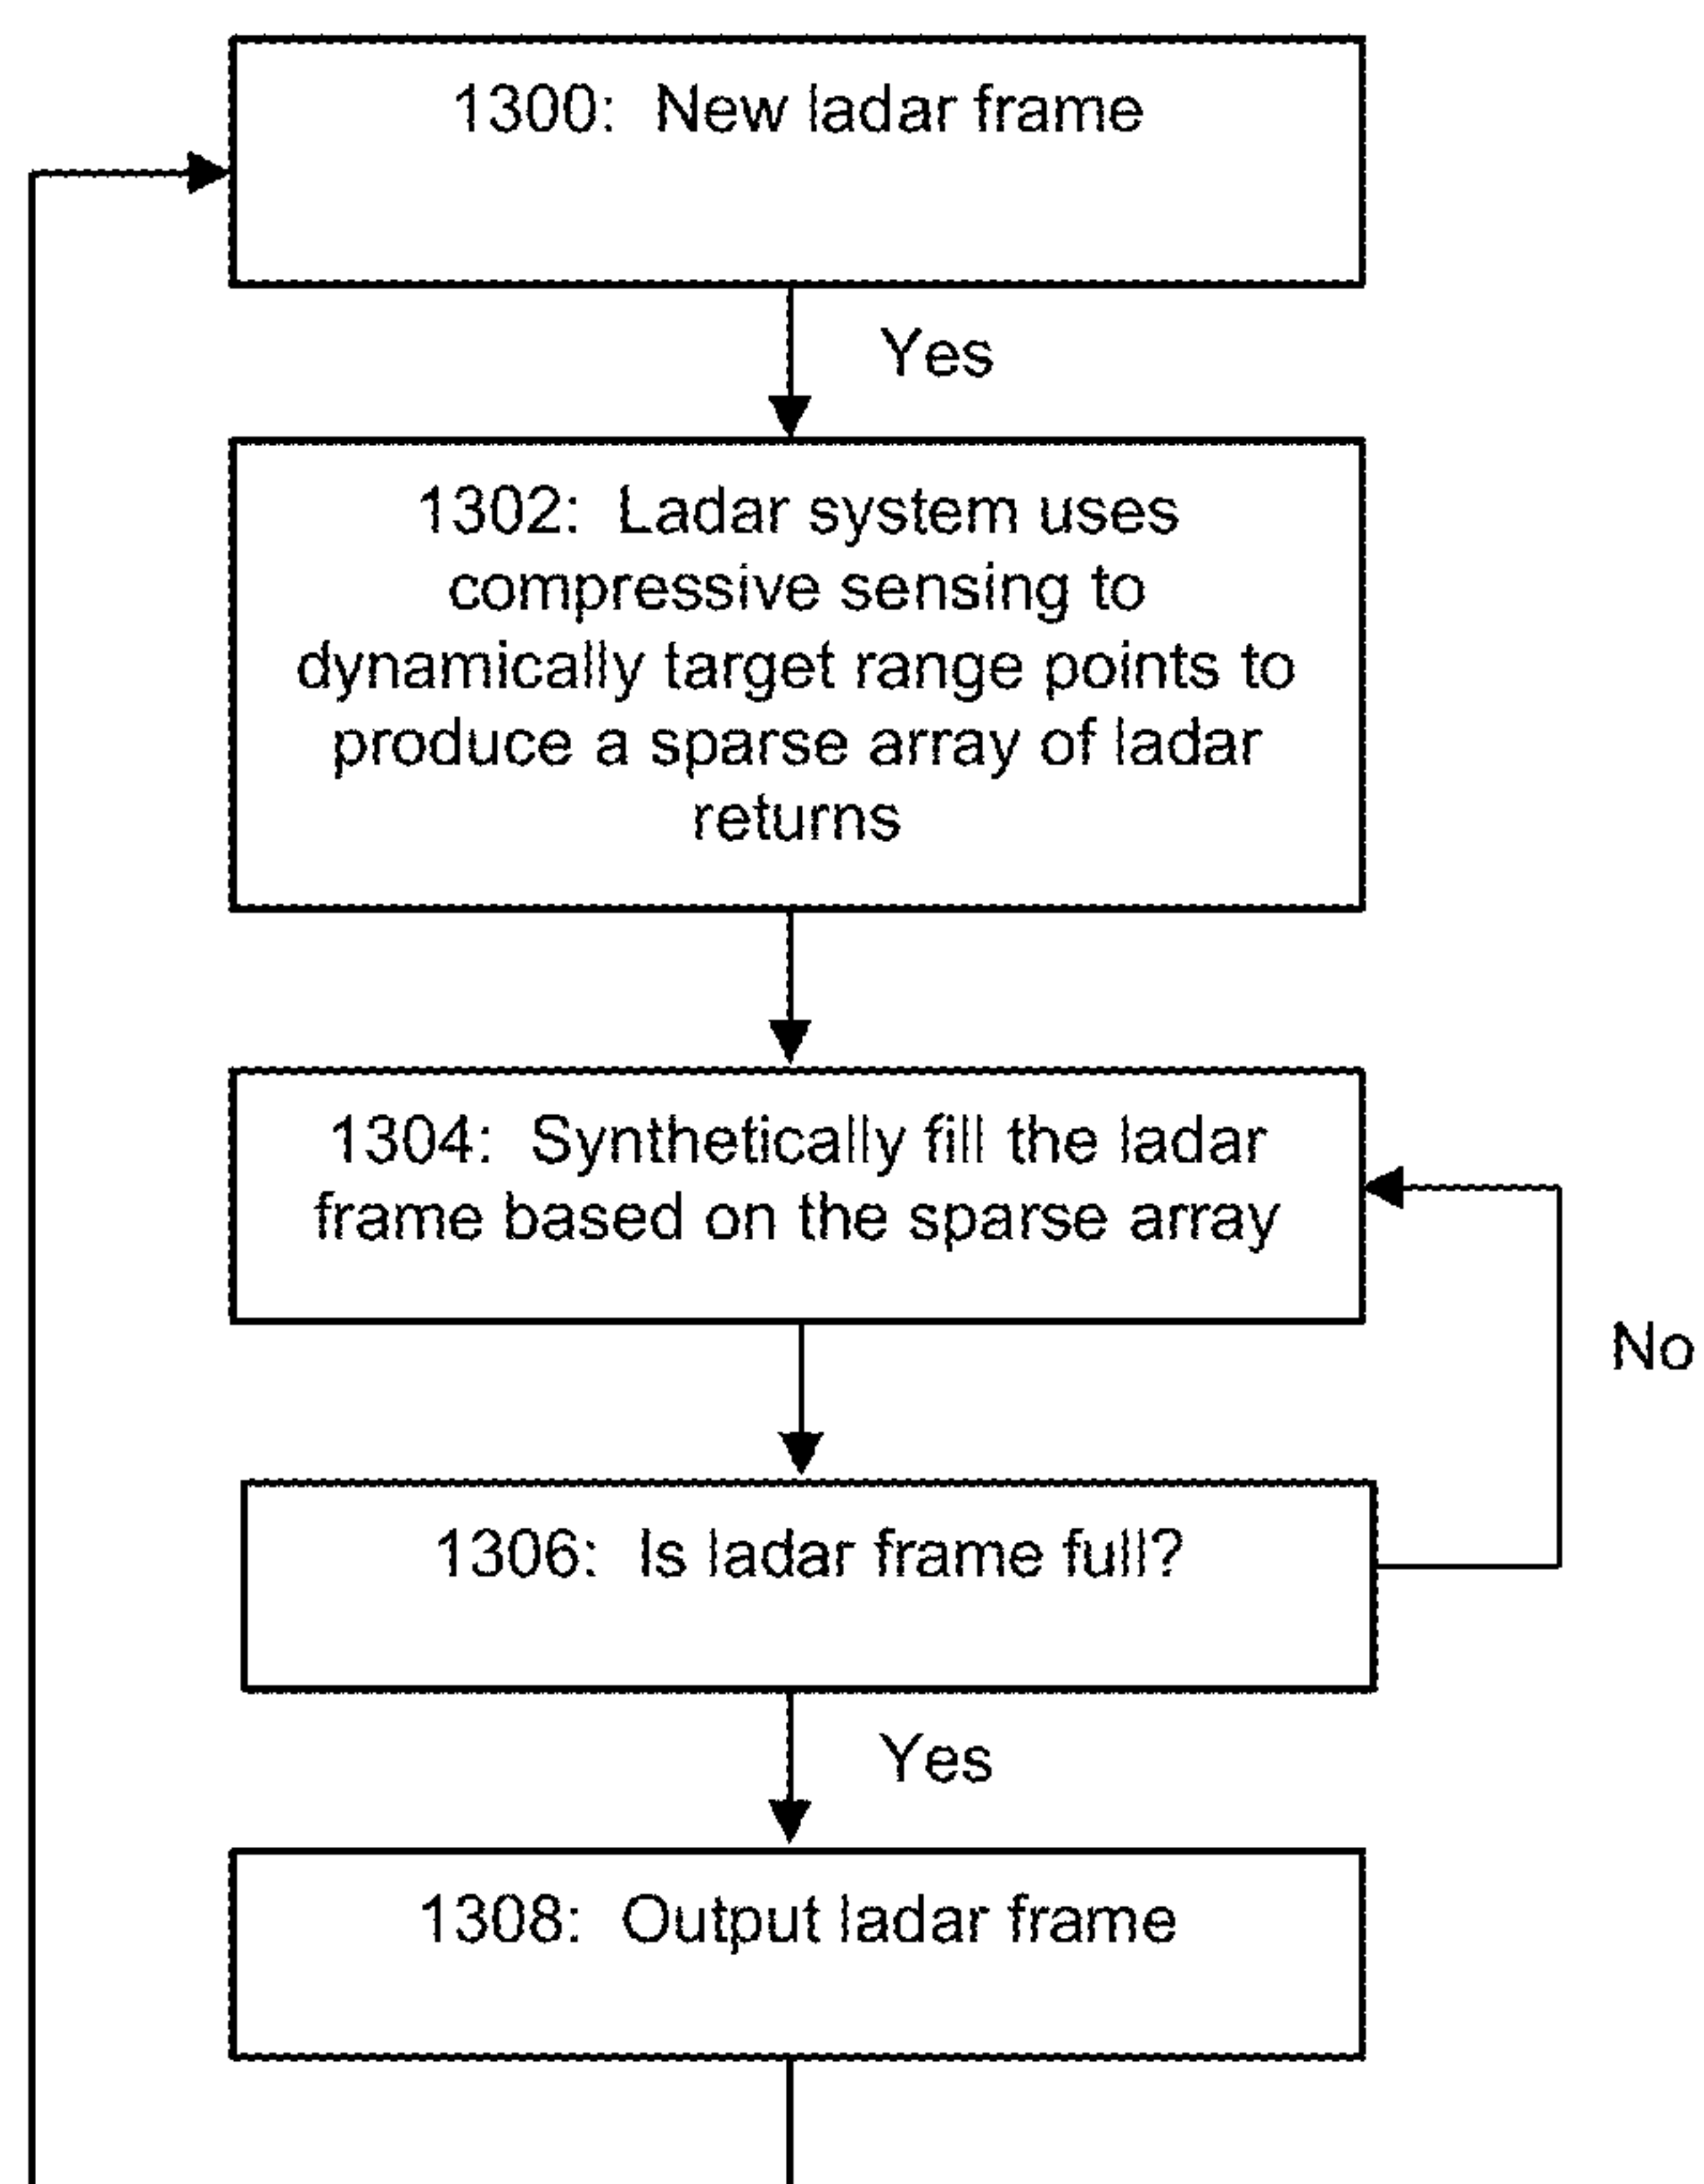 1300: New ladar frame
Yes
1302: Ladar system uses
compressive sensing to
dynamically target range points to
produce a sparse array of ladar
returns
1304: Synthetically fill the ladar
frame based on the sparse array
No
1306: Is ladar frame full?
Yes
1308: Output ladar frame